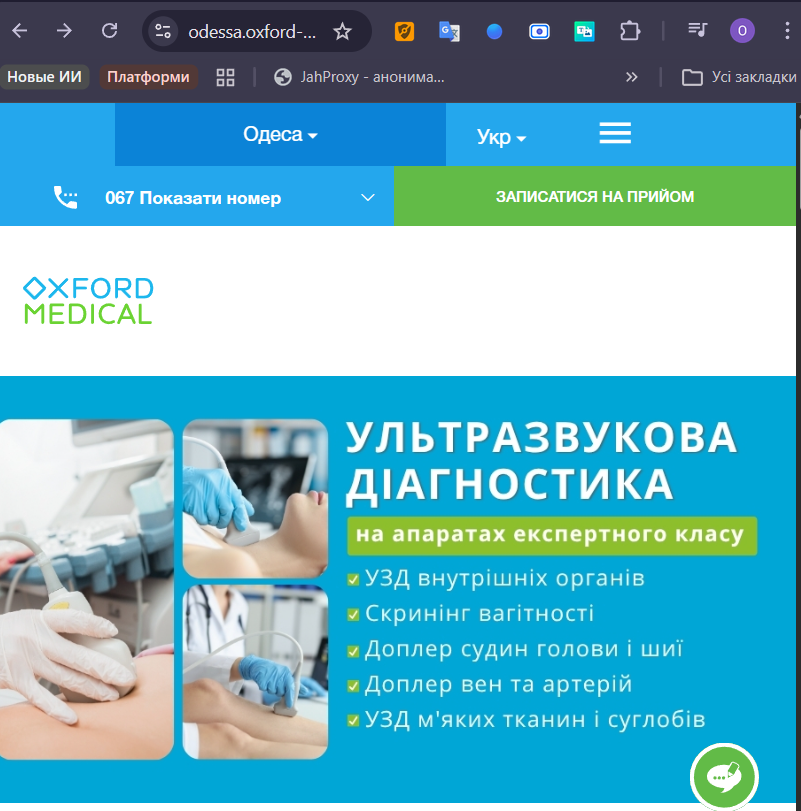 odessa.oxford-...
O
Новые ИИ
Платформи
JahProxy - анонима...
»
Усі закладки
Одеса
Укр
067 Показати номер
ЗАПИСАТИСЯ НА ПРИЙОМ
OXFORD
MEDICAL
УЛЬТРАЗВУКОВА
ДІАГНОСТИКА
на апаратах експертного класу
УЗД внутрішніх органів
Скринінг вагітності
Доплер судин голови і шиї
Доплер вен та артерій
УЗД м'яких тканин і суглобів